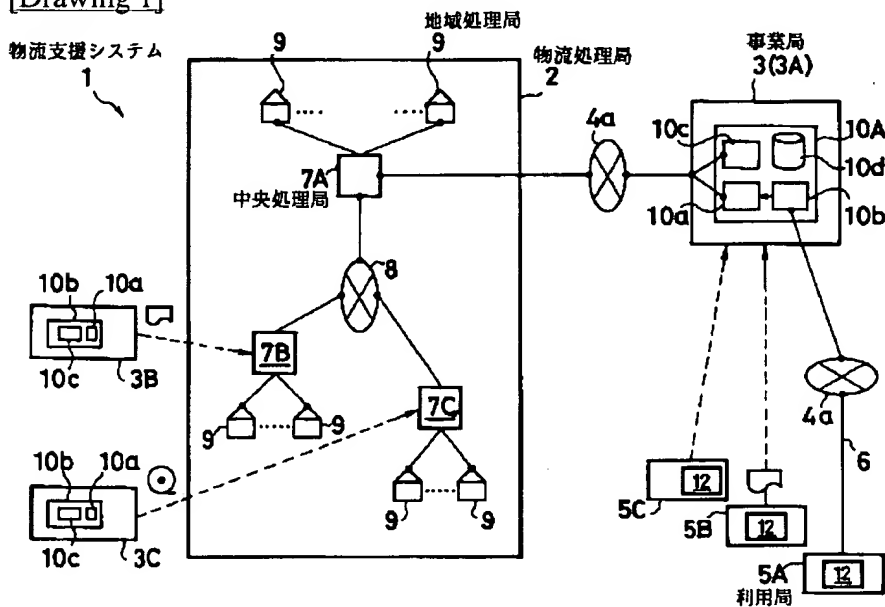 [Drawing 1]
地域処理局
物流支援システム
1
9
9
物流処理局
2
事業局
3(3A)
4a
10c
10A
10d
10a
10b
7A
中央処理局
8
10b
10a
10c
3B
7B
9
9
7C
9
9
10b
10a
10c
3C
4a
6
12
5C
12
5B
12
5A
利用局